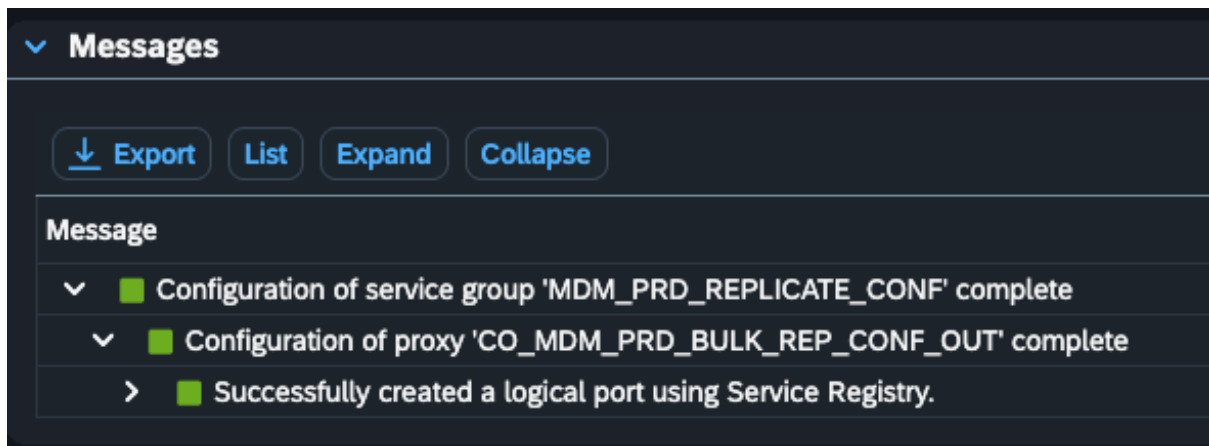 Messages
Export List Expand Collapse
Message
Configuration of service group 'MDM_PRD_REPLICATE_CONF' complete
Configuration of proxy 'CO_MDM_PRD_BULK_REP_CONF_OUT' complete
Successfully created a logical port using Service Registry.